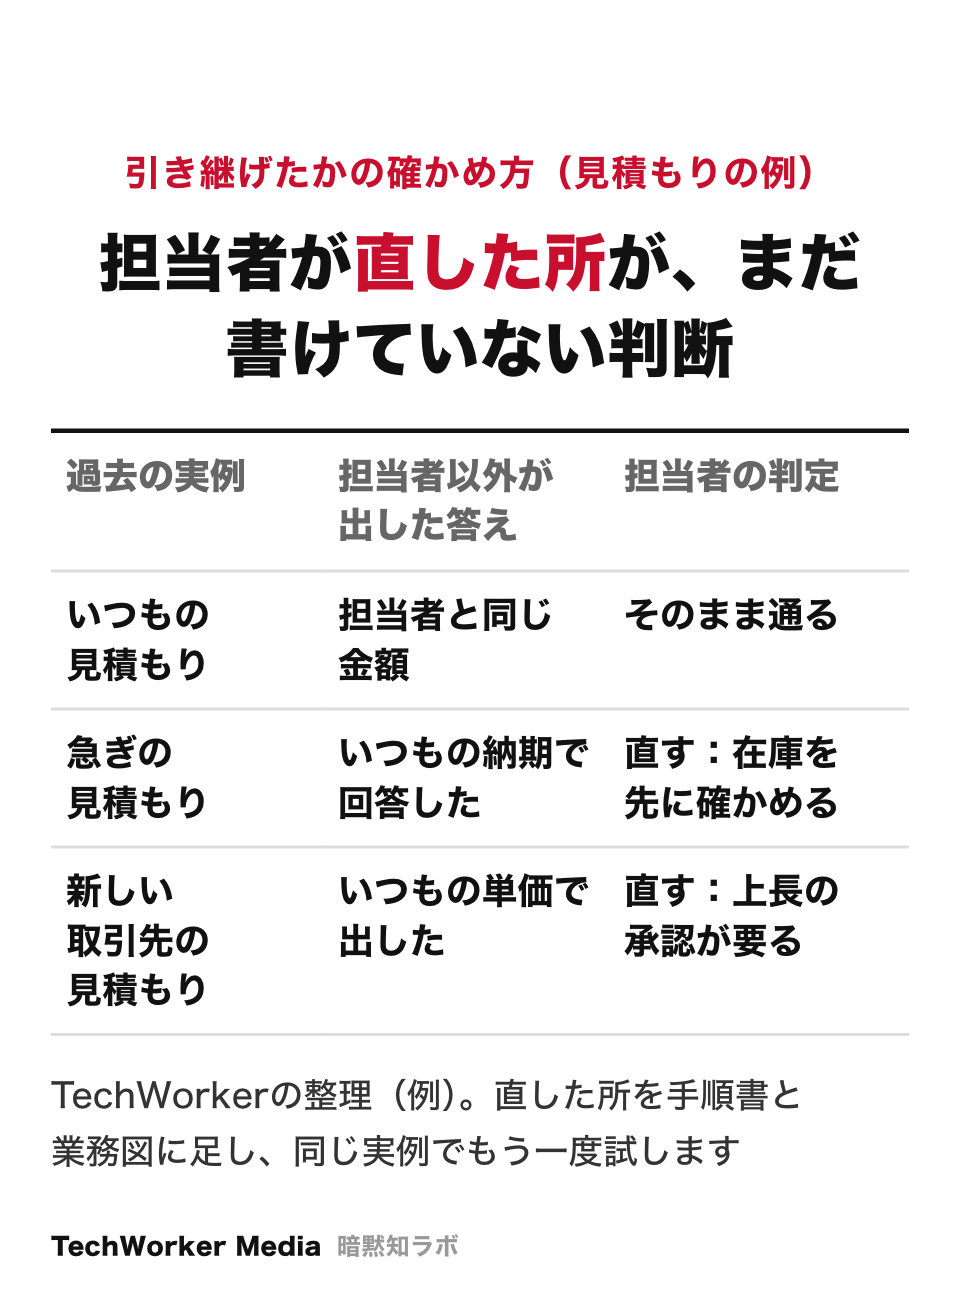 引き継げたかの確かめ方（見積もりの例）
担当者が直した所が、まだ
書けていない判断
過去の実例
担当者以外が
出した答え
担当者の判定
いつもの
見積もり
担当者と同じ
金額
そのまま通る
急ぎの
見積もり
いつもの納期で
回答した
直す：在庫を
先に確かめる
新しい
取引先の
見積もり
いつもの単価で
出した
直す：上長の
承認が要る
TechWorkerの整理（例）。直した所を手順書と
業務図に足し、同じ実例でもう一度試します
TechWorker Media 暗黙知ラボ